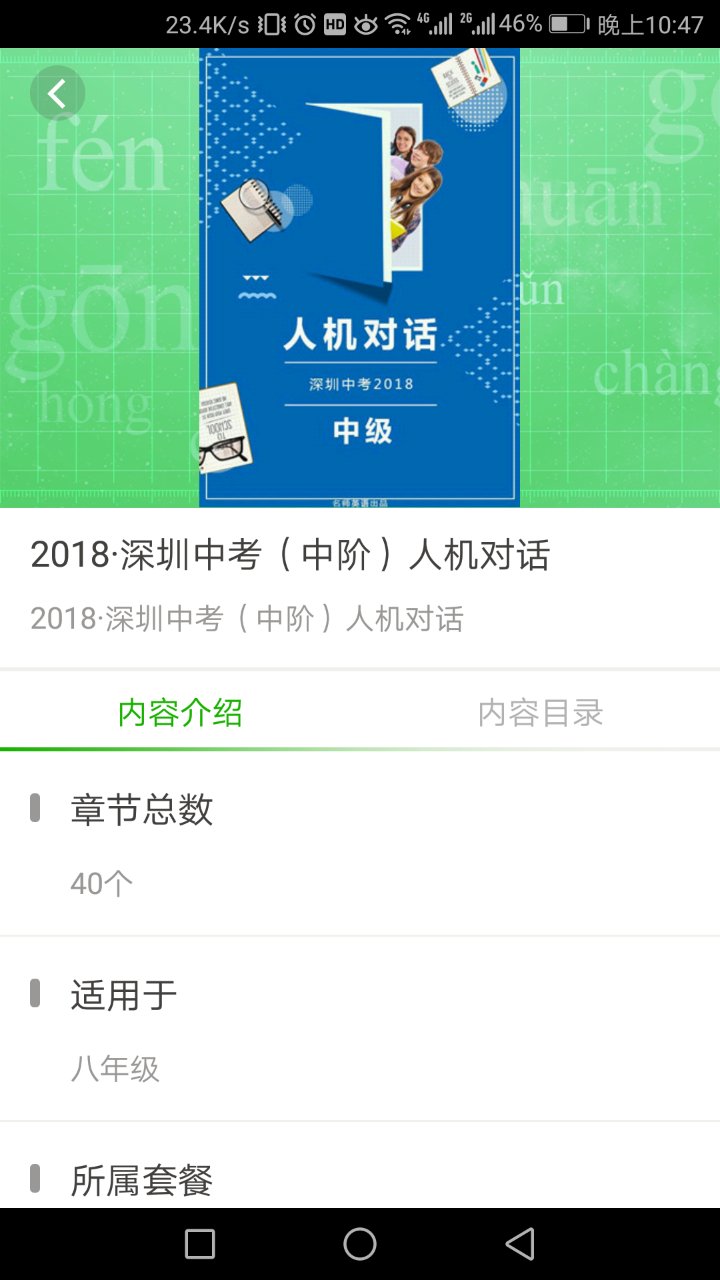 23.4K/s HD 4G 2G 46% 晚上10:47
fén
gōn
hòng
g
huān
ǔn
chàng
人机对话
深圳中考2018
中级
名师英语出品
2018·深圳中考（中阶）人机对话
2018·深圳中考（中阶）人机对话
内容介绍
内容目录
章节总数
40个
适用于
八年级
所属套餐